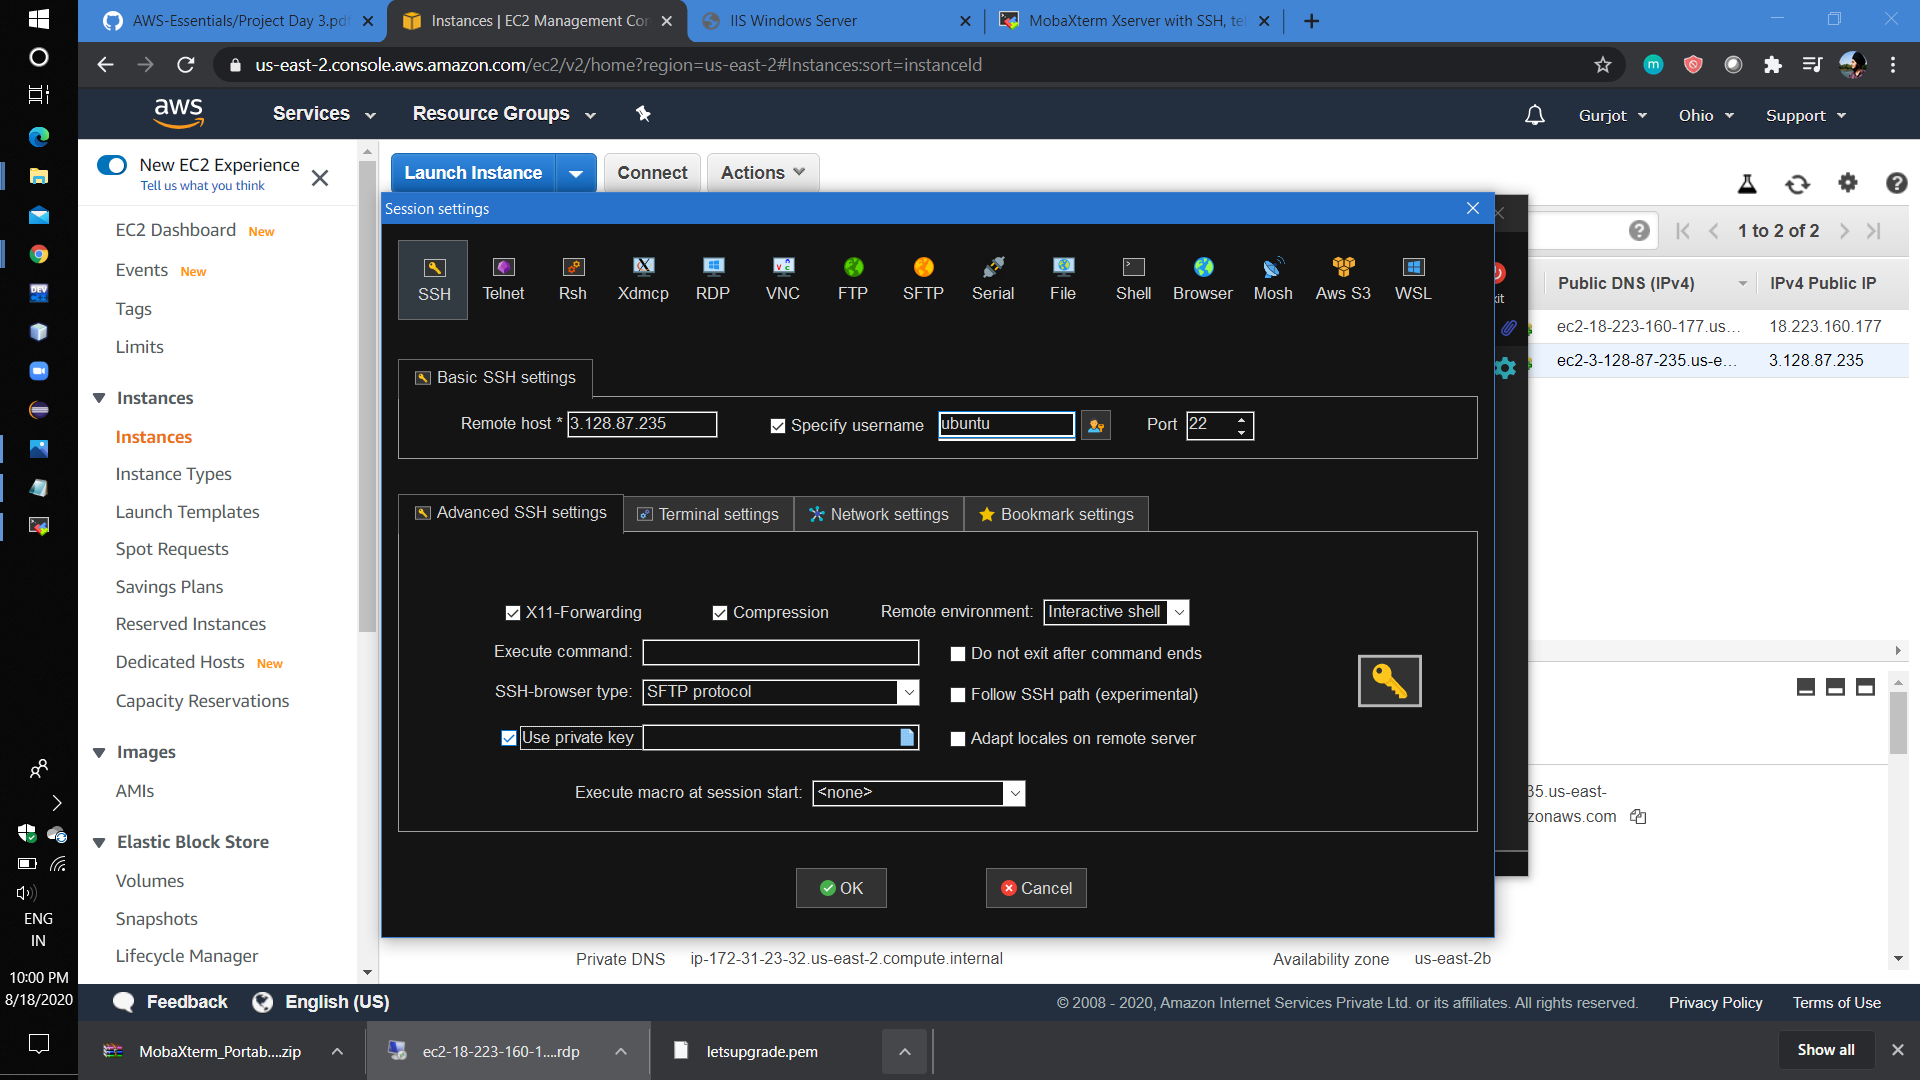 AWS-Essentials/Project Day 3.pdf
Instances | EC2 Management Con
IIS Windows Server
MobaXterm Xserver with SSH, tel
us-east-2.console.aws.amazon.com/ec2/v2/home?region=us-east-2#Instances:sort=instanceId
aws
Services
Resource Groups
Gurjot
Ohio
Support
New EC2 Experience
Tell us what you think
Launch Instance
Connect
Actions
Session settings
EC2 Dashboard New
Events New
Tags
Limits
Instances
Instances
Instance Types
Launch Templates
Spot Requests
Savings Plans
Reserved Instances
Dedicated Hosts New
Capacity Reservations
Images
AMIs
Elastic Block Store
Volumes
Snapshots
Lifecycle Manager
SSH
Telnet
Rsh
Xdmcp
RDP
VNC
FTP
SFTP
Serial
File
Shell
Browser
Mosh
Aws S3
WSL
Basic SSH settings
Remote host * 3.128.87.235
Specify username ubuntu
Port 22
Advanced SSH settings
Terminal settings
Network settings
Bookmark settings
X11-Forwarding
Compression
Remote environment: Interactive shell
Execute command:
Do not exit after command ends
SSH-browser type: SFTP protocol
Follow SSH path (experimental)
Use private key
Adapt locales on remote server
Execute macro at session start: <none>
OK
Cancel
1 to 2 of 2
Public DNS (IPv4)
IPv4 Public IP
xit
ec2-18-223-160-177.us...
18.223.160.177
ec2-3-128-87-235.us-e...
3.128.87.235
35.us-east-
zonaws.com
Private DNS
ip-172-31-23-32.us-east-2.compute.internal
Availability zone
us-east-2b
Feedback
English (US)
© 2008 - 2020, Amazon Internet Services Private Ltd. or its affiliates. All rights reserved.
Privacy Policy
Terms of Use
MobaXterm_Portab....zip
ec2-18-223-160-1....rdp
letsupgrade.pem
Show all
ENG
IN
10:00 PM
8/18/2020